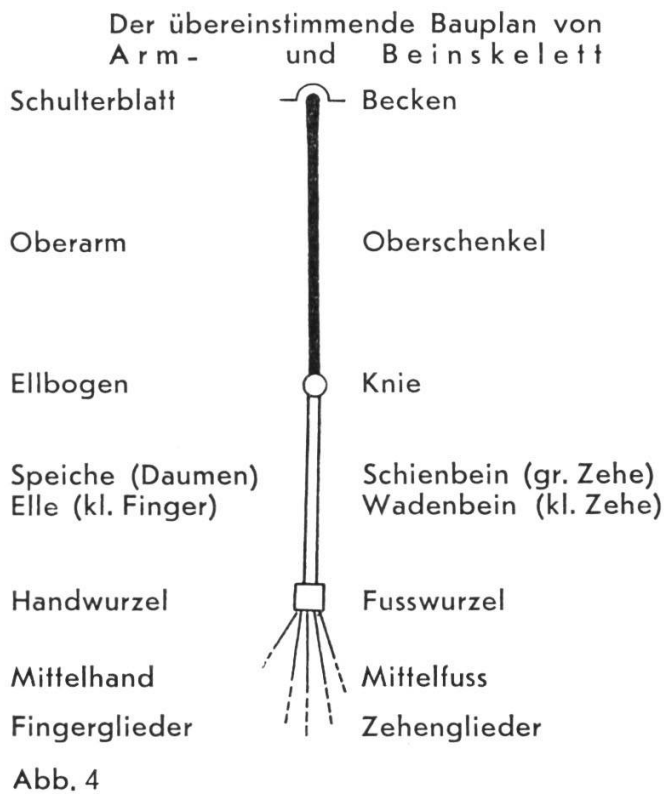 Der übereinstimmende Bauplan von
Arm- und Beinskelett
Schulterblatt Becken
Oberarm Oberschenkel
Ellbogen Knie
Speiche (Daumen) Schienbein (gr. Zehe)
Elle (kl. Finger) Wadenbein (kl. Zehe)
Handwurzel Fusswurzel
Mittelhand Mittelfuss
Fingerglieder Zehenglieder
Abb. 4